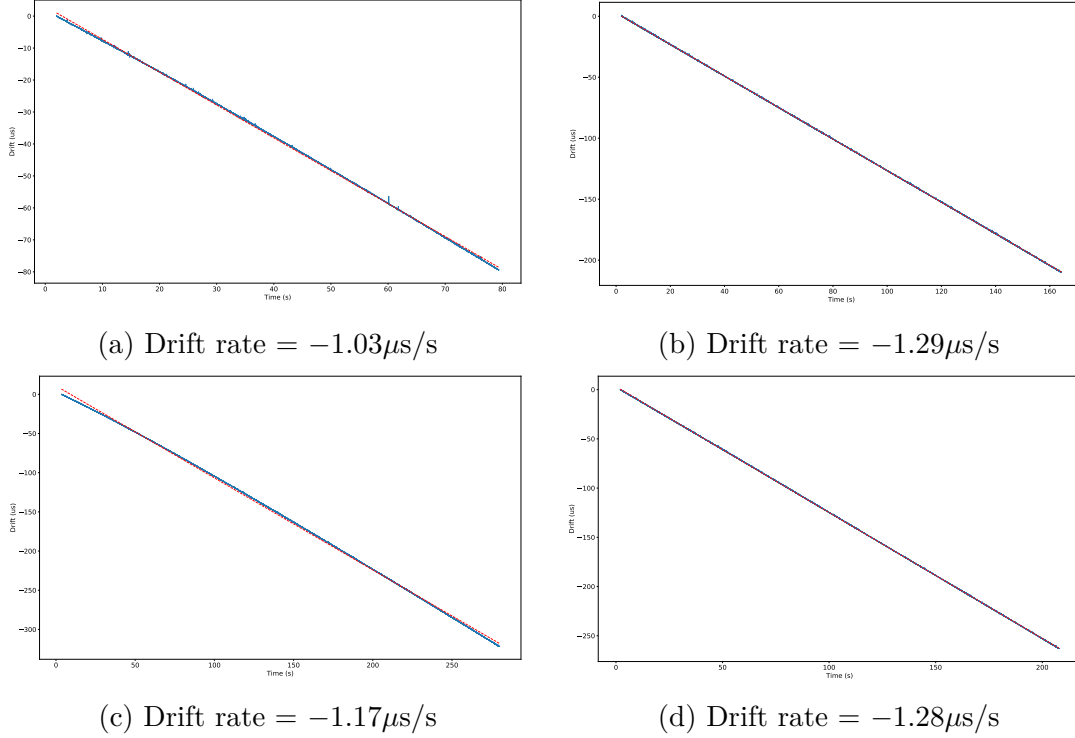 0
−10
−20
−30
−40
−50
−60
−70
−80
Drift (us)
0 10 20 30 40 50 60 70 80
Time (s)
(a) Drift rate = −1.03μs/s
0
−50
−100
−150
−200
Drift (us)
0 20 40 60 80 100 120 140 160
Time (s)
(b) Drift rate = −1.29μs/s
0
−50
−100
−150
−200
−250
−300
Drift (us)
0 50 100 150 200 250
Time (s)
(c) Drift rate = −1.17μs/s
0
−50
−100
−150
−200
−250
Drift (us)
0 50 100 150 200
Time (s)
(d) Drift rate = −1.28μs/s